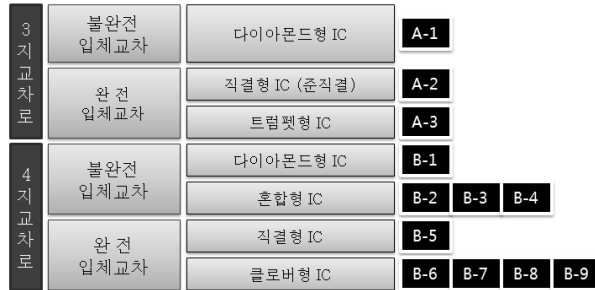 3지교차로
불완전
입체교차
다이아몬드형 IC
A-1
완 전
입체교차
직결형 IC (준직결)
A-2
트럼펫형 IC
A-3
4지교차로
불완전
입체교차
다이아몬드형 IC
B-1
혼합형 IC
B-2 B-3 B-4
완 전
입체교차
직결형 IC
B-5
클로버형 IC
B-6 B-7 B-8 B-9